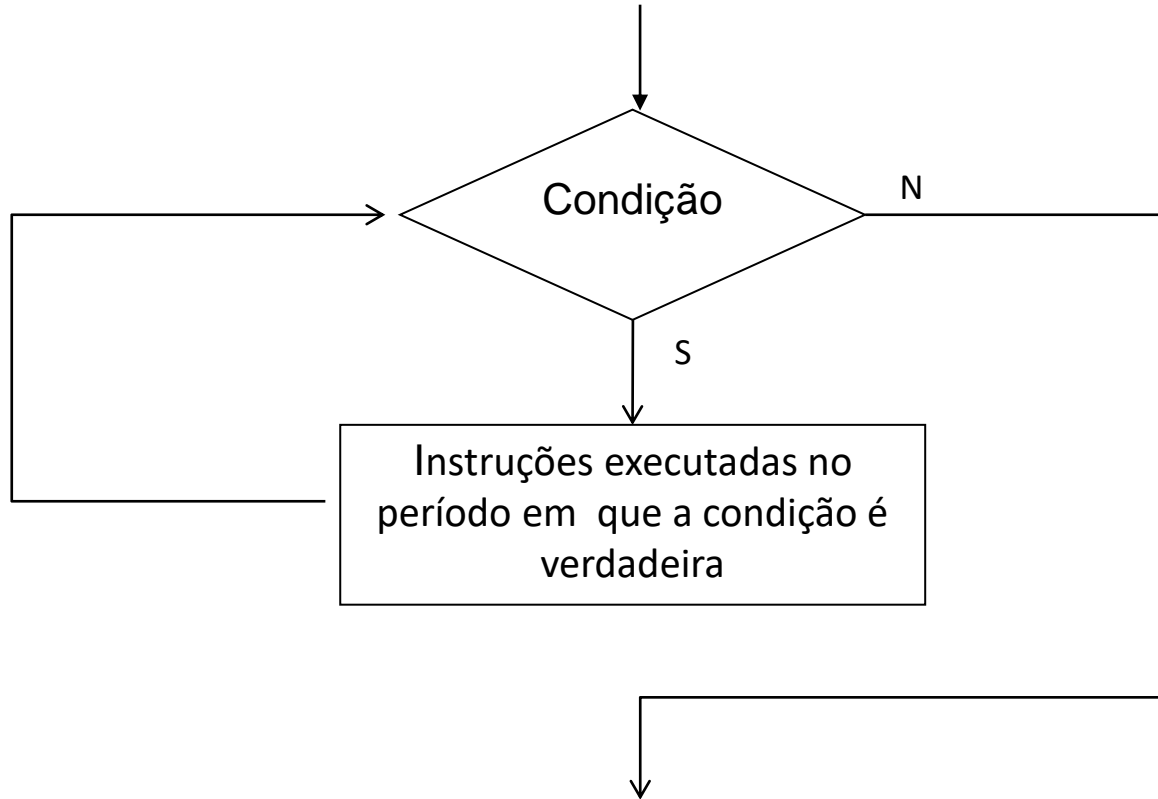 Condição
N
S
Instruções executadas no
período em  que a condição é
verdadeira